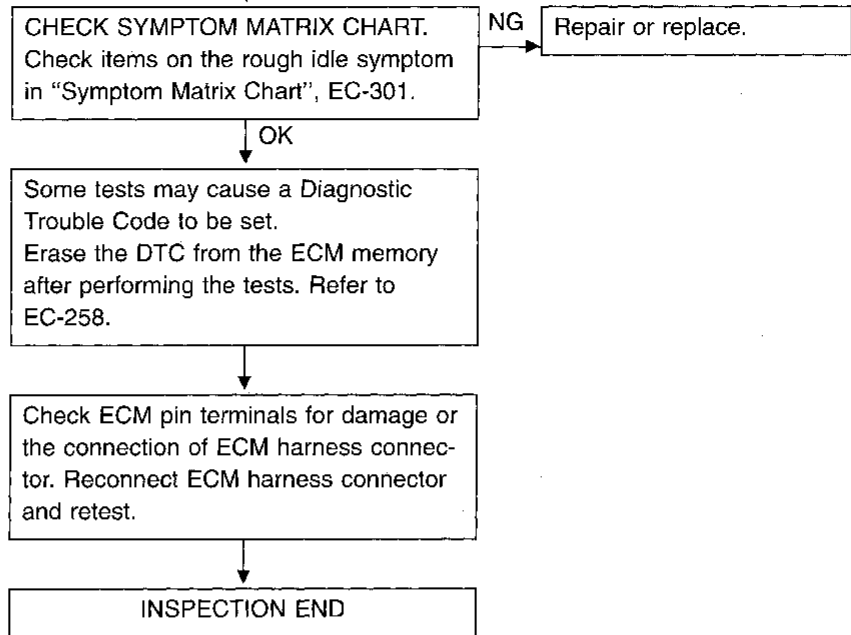 CHECK SYMPTOM MATRIX CHART.
Check items on the rough idle symptom
in “Symptom Matrix Chart”, EC-301.
NG
Repair or replace.
OK
Some tests may cause a Diagnostic
Trouble Code to be set.
Erase the DTC from the ECM memory
after performing the tests. Refer to
EC-258.
Check ECM pin terminals for damage or
the connection of ECM harness connec-
tor. Reconnect ECM harness connector
and retest.
INSPECTION END